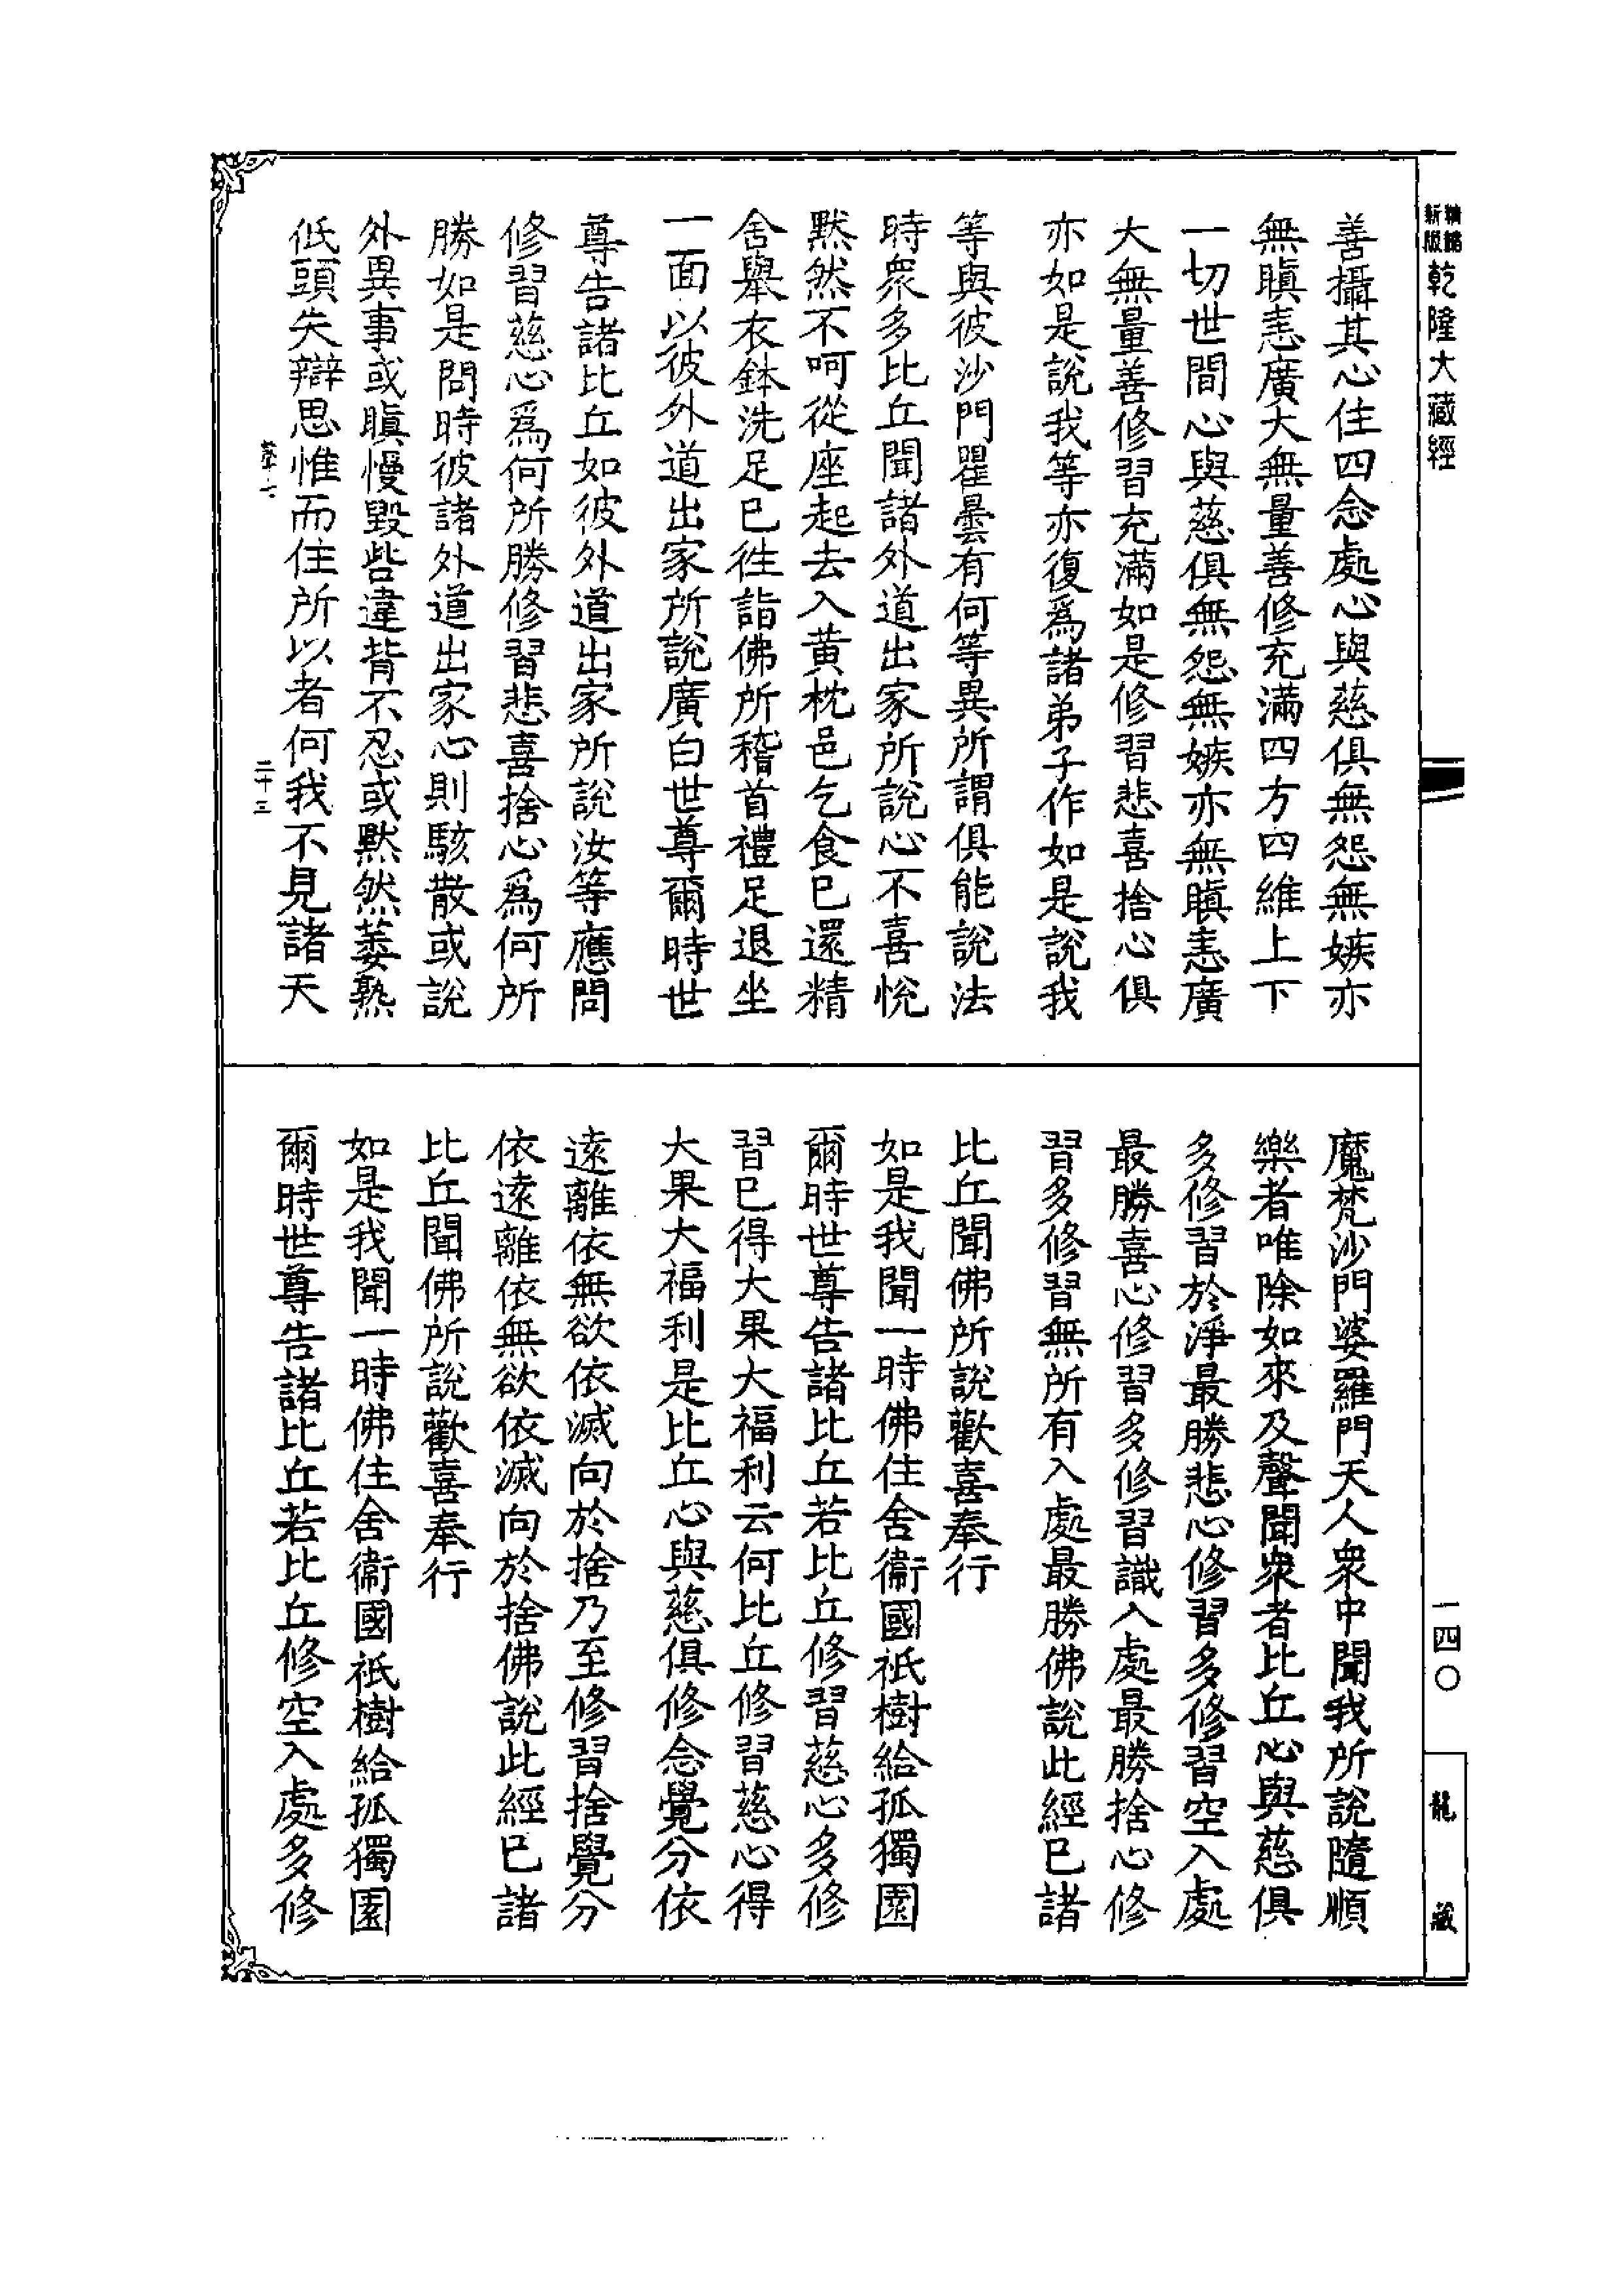 精縮新版乾隆大藏經
善攝其心住四念處心與慈俱無怨無嫉亦
無瞋恚廣大無量善修充滿四方四維上下
一切世間心與慈俱無怨無嫉亦無瞋恚廣
大無量善修習充滿如是修習悲喜捨心俱
亦如是說我等亦復爲諸弟子作如是說我
等與彼沙門瞿曇有何等異所謂俱能說法
時衆多比丘聞諸外道出家所說心不喜悅
默然不呵從座起去入黃枕邑乞食已還精
舍舉衣鉢洗足已往詣佛所稽首禮足退坐
一面以彼外道出家所說廣白世尊爾時世
尊告諸比丘如彼外道出家所說汝等應問
修習慈心爲何所勝修習悲喜捨心爲何所
勝如是問時彼諸外道出家心則駭散或說
外異事或瞋慢毀呰違背不忍或默然萎熟
低頭失辯思惟而住所以者何我不見諸天
二十三
魔梵沙門婆羅門天人衆中聞我所說隨順
樂者唯除如來及聲聞衆者比丘心與慈俱
多修習於淨最勝悲心修習多修習空入處
最勝喜心修習多修習識入處最勝捨心修
習多修習無所有入處最勝佛說此經已諸
比丘聞佛所說歡喜奉行
如是我聞一時佛住舍衞國祇樹給孤獨園
爾時世尊告諸比丘若比丘修習慈心多修
習已得大果大福利云何比丘修習慈心得
大果大福利是比丘心與慈俱修念覺分依
遠離依無欲依滅向於捨乃至修習捨覺分
依遠離依無欲依滅向於捨佛說此經已諸
比丘聞佛所說歡喜奉行
如是我聞一時佛住舍衞國祇樹給孤獨園
爾時世尊告諸比丘若比丘修空入處多修
一四〇
龍藏